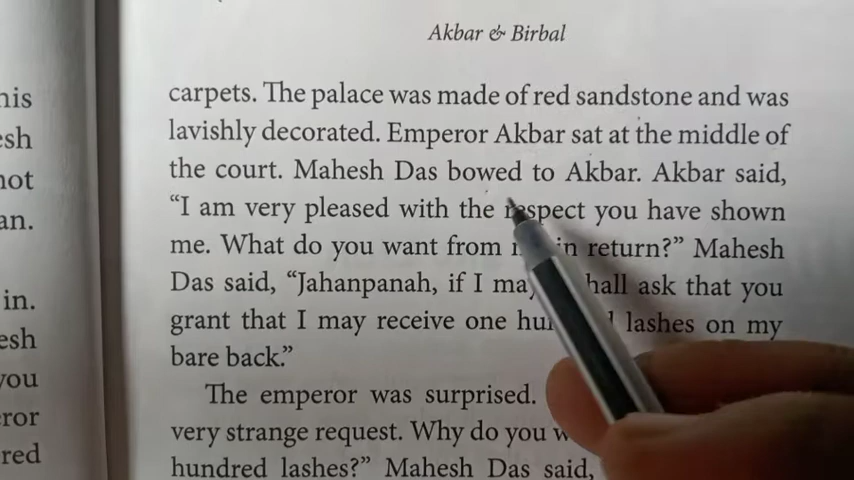 Akbar & Birbal
carpets. The palace was made of red sandstone and was
lavishly decorated. Emperor Akbar sat at the middle of
the court. Mahesh Das bowed to Akbar. Akbar said,
“I am very pleased with the respect you have shown
me. What do you want from in return?” Mahesh
Das said, “Jahanpanah, if I may hall ask that you
grant that I may receive one lashes on my
bare back.”
The emperor was surprised.
very strange request. Why do you
hundred lashes?” Mahesh Das said,
his
esh
not
an.
in.
esh
you
ror
red